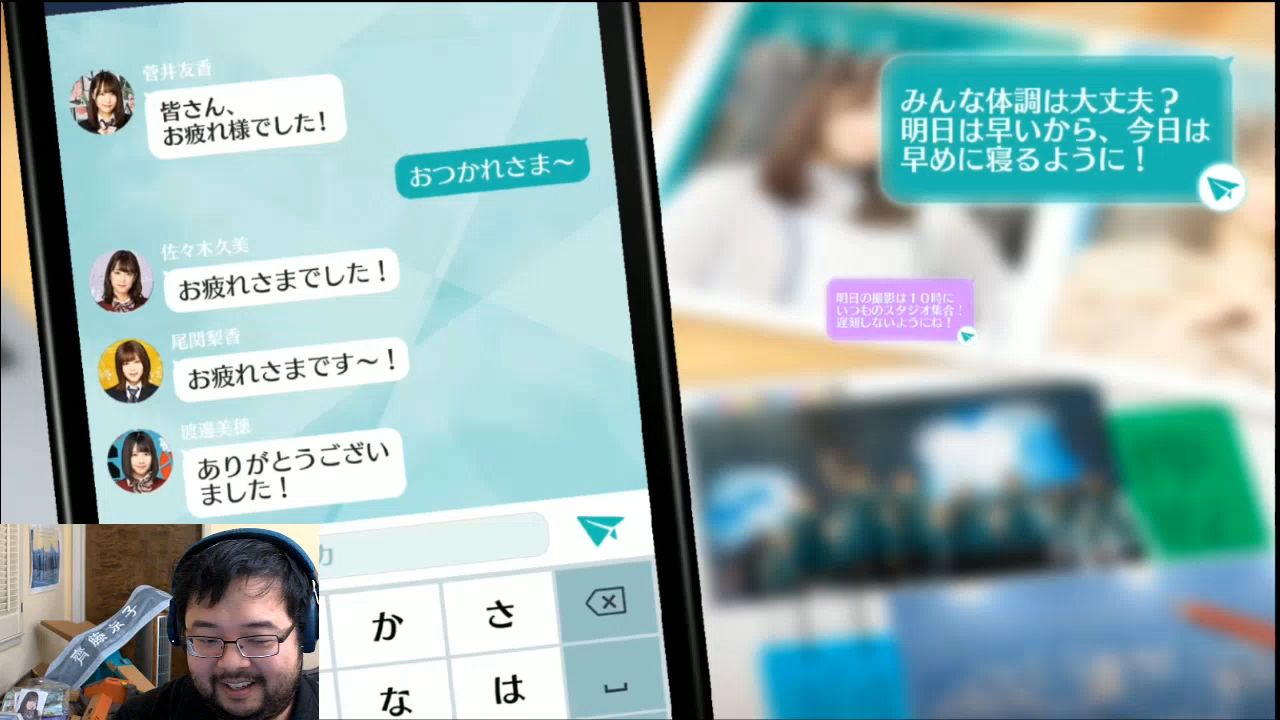 菅井友香
皆さん、
お疲れ様でした！
おつかれさま～
佐々木久美
お疲れさまでした！
尾関梨香
お疲れさまです～！
渡邉美穂
ありがとうござい
ました！
力
か
さ
な
は
みんな体調は大丈夫？
明日は早いから、今日は
早めに寝るように！
明日の撮影は１０時に
いつものスタジオ集合！
遅刻しないようにね！
齊藤京子